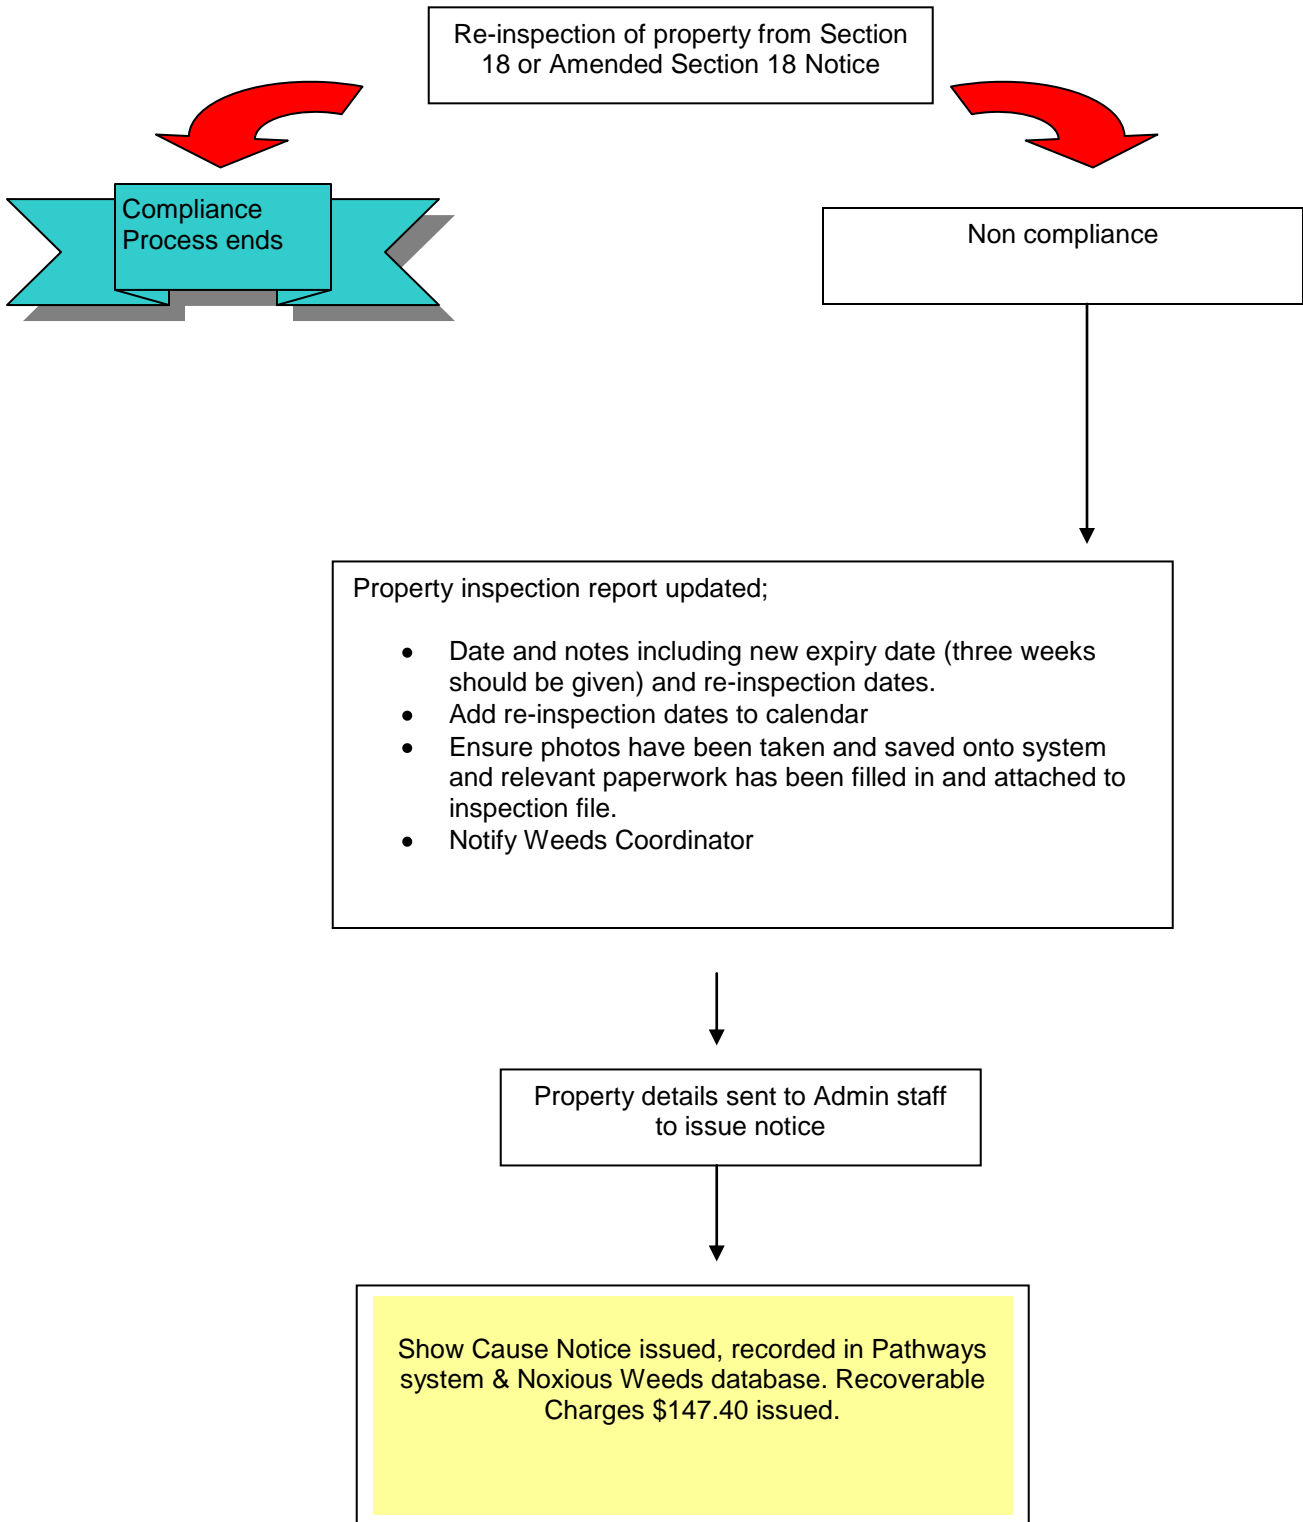 Re-inspection of property from Section
18 or Amended Section 18 Notice
Compliance
Process ends
Non compliance
Property inspection report updated;
• Date and notes including new expiry date (three weeks
should be given) and re-inspection dates.
• Add re-inspection dates to calendar
• Ensure photos have been taken and saved onto system
and relevant paperwork has been filled in and attached to
inspection file.
• Notify Weeds Coordinator
Property details sent to Admin staff
to issue notice
Show Cause Notice issued, recorded in Pathways
system & Noxious Weeds database. Recoverable
Charges $147.40 issued.